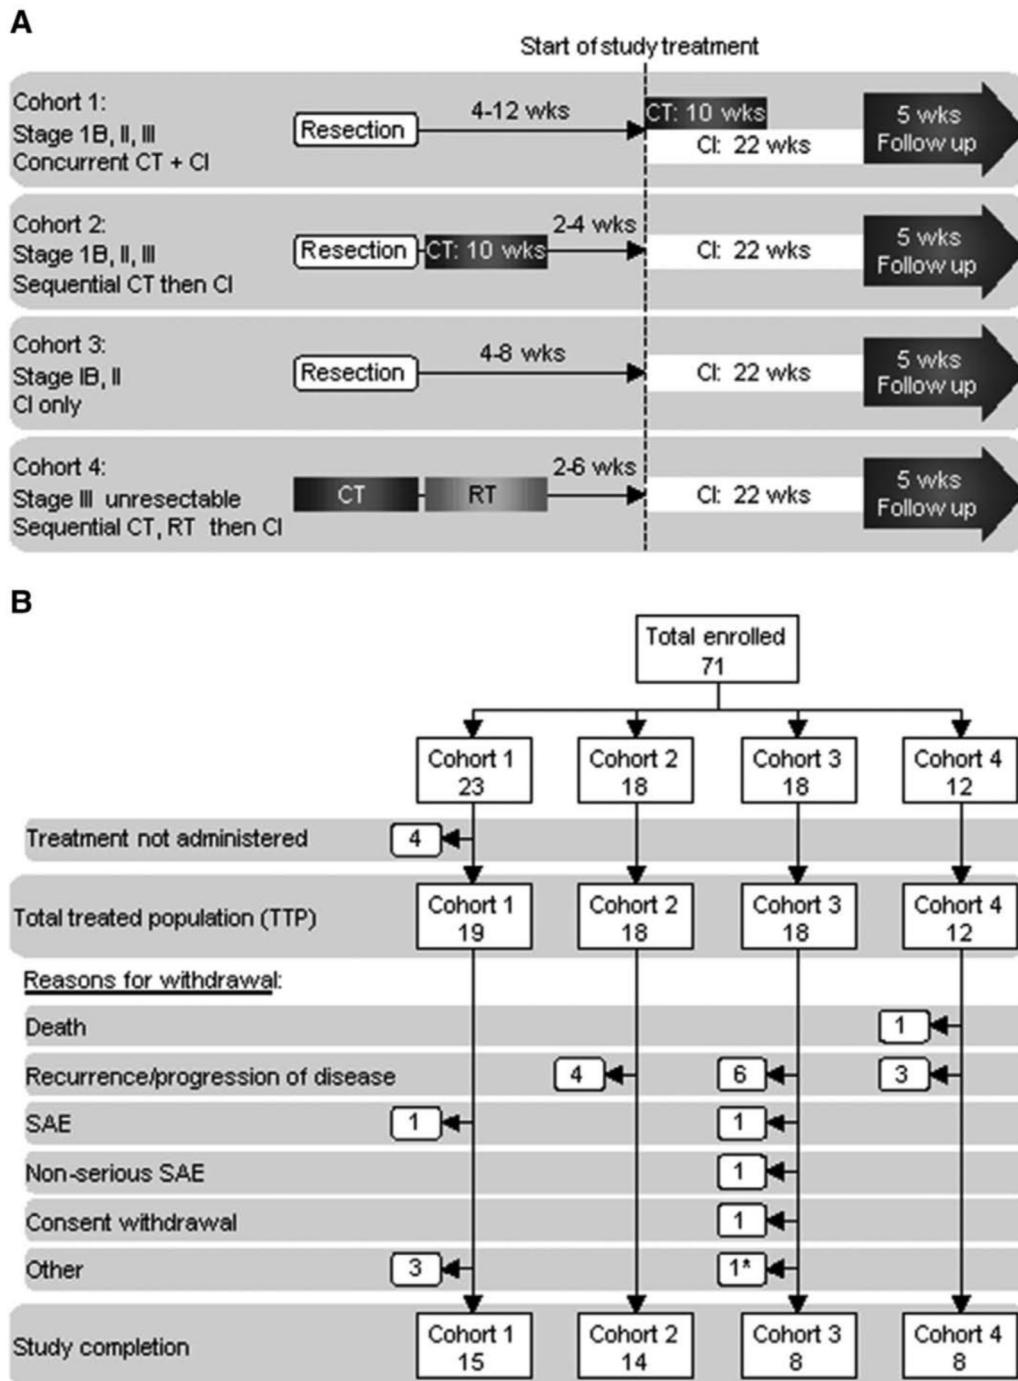 A
Start of study treatment
Cohort 1:
Stage 1B, II, III
Concurrent CT + CI
Resection
4-12 wks
CT: 10 wks
CI: 22 wks
5 wks
Follow up
Cohort 2:
Stage 1B, II, III
Sequential CT then CI
Resection
CT: 10 wks
2-4 wks
CI: 22 wks
5 wks
Follow up
Cohort 3:
Stage IB, II
CI only
Resection
4-8 wks
CI: 22 wks
5 wks
Follow up
Cohort 4:
Stage III unresectable
Sequential CT, RT then CI
CT
RT
2-6 wks
CI: 22 wks
5 wks
Follow up
B
Total enrolled
71
Cohort 1
23
Cohort 2
18
Cohort 3
18
Cohort 4
12
Treatment not administered
4
Total treated population (TTP)
Cohort 1
19
Cohort 2
18
Cohort 3
18
Cohort 4
12
Reasons for withdrawal:
Death
1
Recurrence/progression of disease
4
6
3
SAE
1
1
Non-serious SAE
1
Consent withdrawal
1
Other
3
1*
Study completion
Cohort 1
15
Cohort 2
14
Cohort 3
8
Cohort 4
8